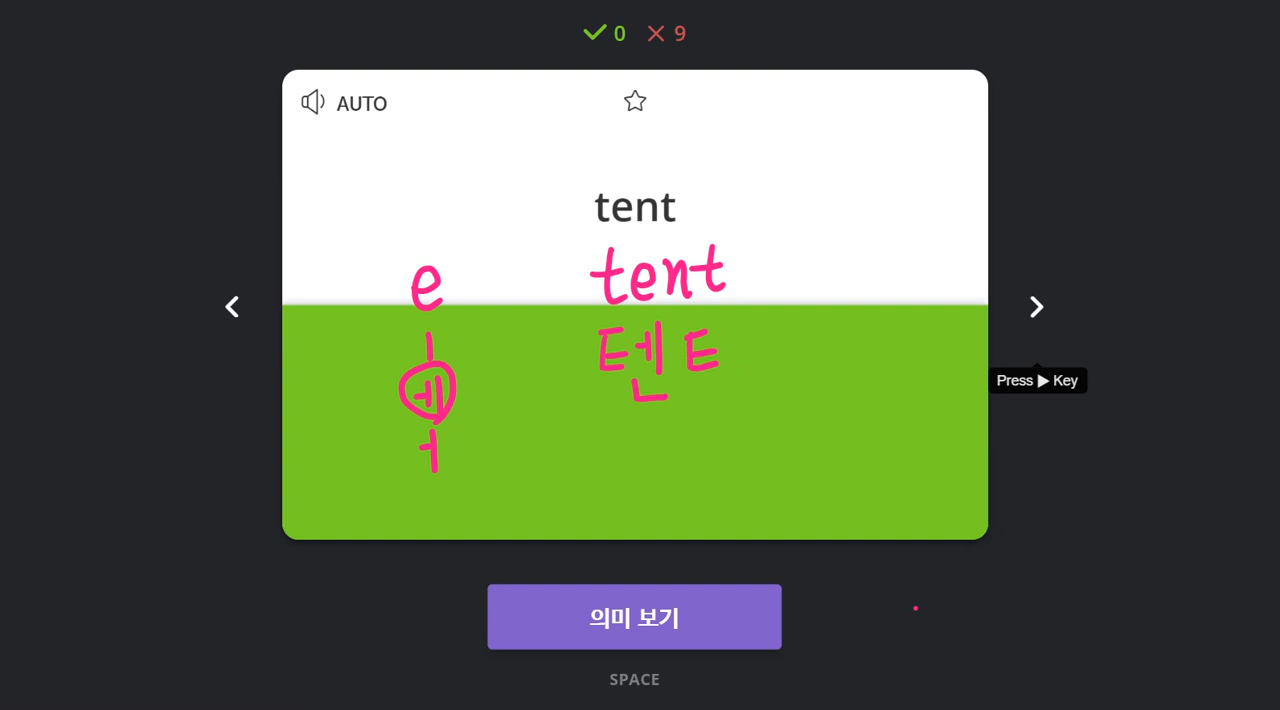 0 9
AUTO
tent
e
tent
ㅣ
ㅔ
ㅓ
텐트
Press ▶ Key
의미 보기
SPACE